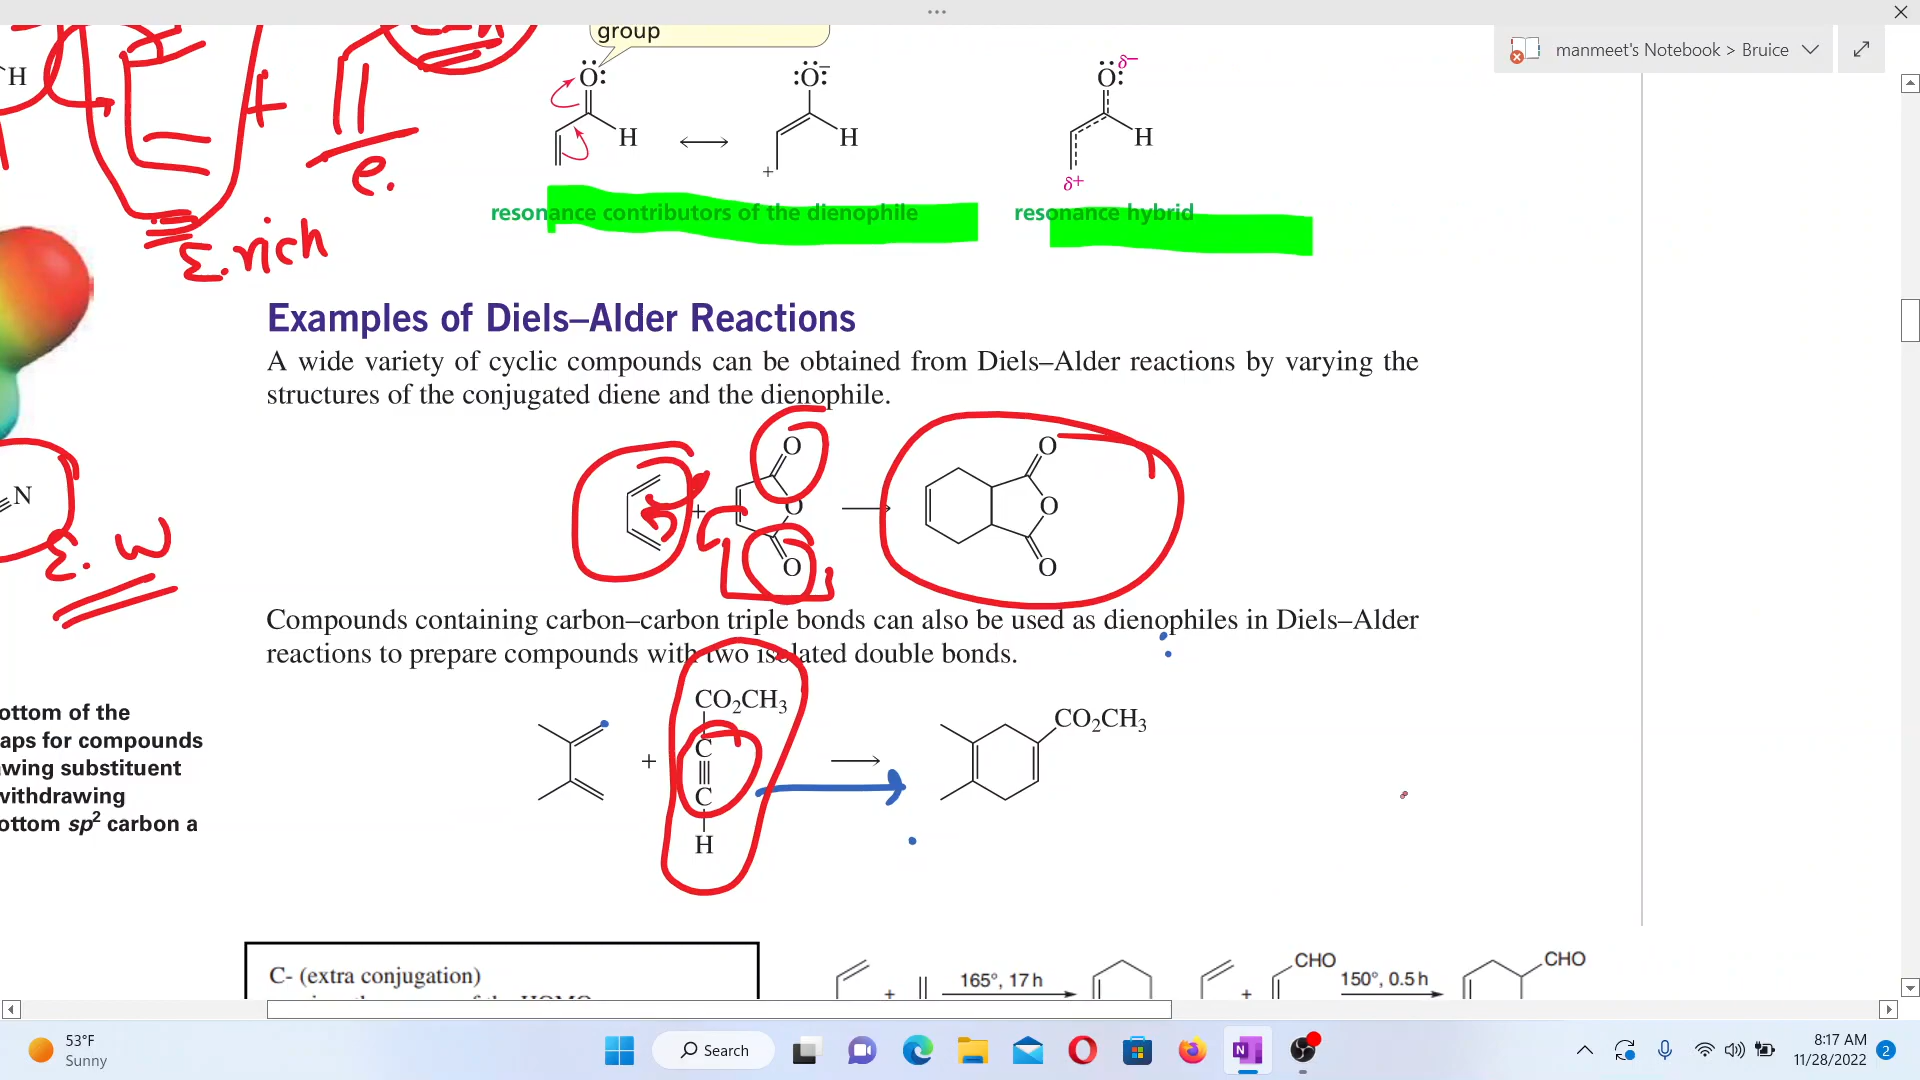 group
manmeet's Notebook > Bruice
H
+
e.
Ɛ.rich
:O:
H
:O:–
H
+
:O: δ–
H
δ+
resonance contributors of the dienophile
resonance hybrid
Examples of Diels–Alder Reactions
A wide variety of cyclic compounds can be obtained from Diels–Alder reactions by varying the
structures of the conjugated diene and the dienophile.
N
Ɛ. W
+
O
O
O
O
O
O
Compounds containing carbon–carbon triple bonds can also be used as dienophiles in Diels–Alder
reactions to prepare compounds with two isolated double bonds.
ottom of the
aps for compounds
awing substituent
withdrawing
ottom sp² carbon a
+
CO₂CH₃
C
C
H
CO₂CH₃
C- (extra conjugation)
+
165°, 17 h
+
CHO
150°, 0.5 h
CHO
53°F
Sunny
Search
8:17 AM
11/28/2022
2